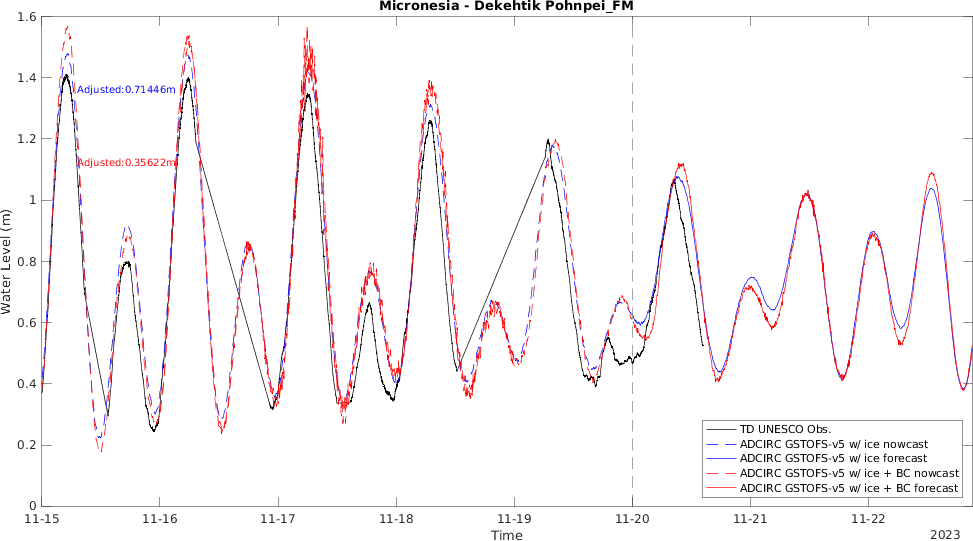 Micronesia - Dekehtik Pohnpei_FM
1.6
1.4
1.2
1
0.8
0.6
0.4
0.2
0
Water Level (m)
Adjusted:0.71446m
Adjusted:0.35622m
TD UNESCO Obs.
ADCIRC GSTOFS-v5 w/ ice nowcast
ADCIRC GSTOFS-v5 w/ ice forecast
ADCIRC GSTOFS-v5 w/ ice + BC nowcast
ADCIRC GSTOFS-v5 w/ ice + BC forecast
11-15 11-16 11-17 11-18 11-19 11-20 11-21 11-22
Time
2023